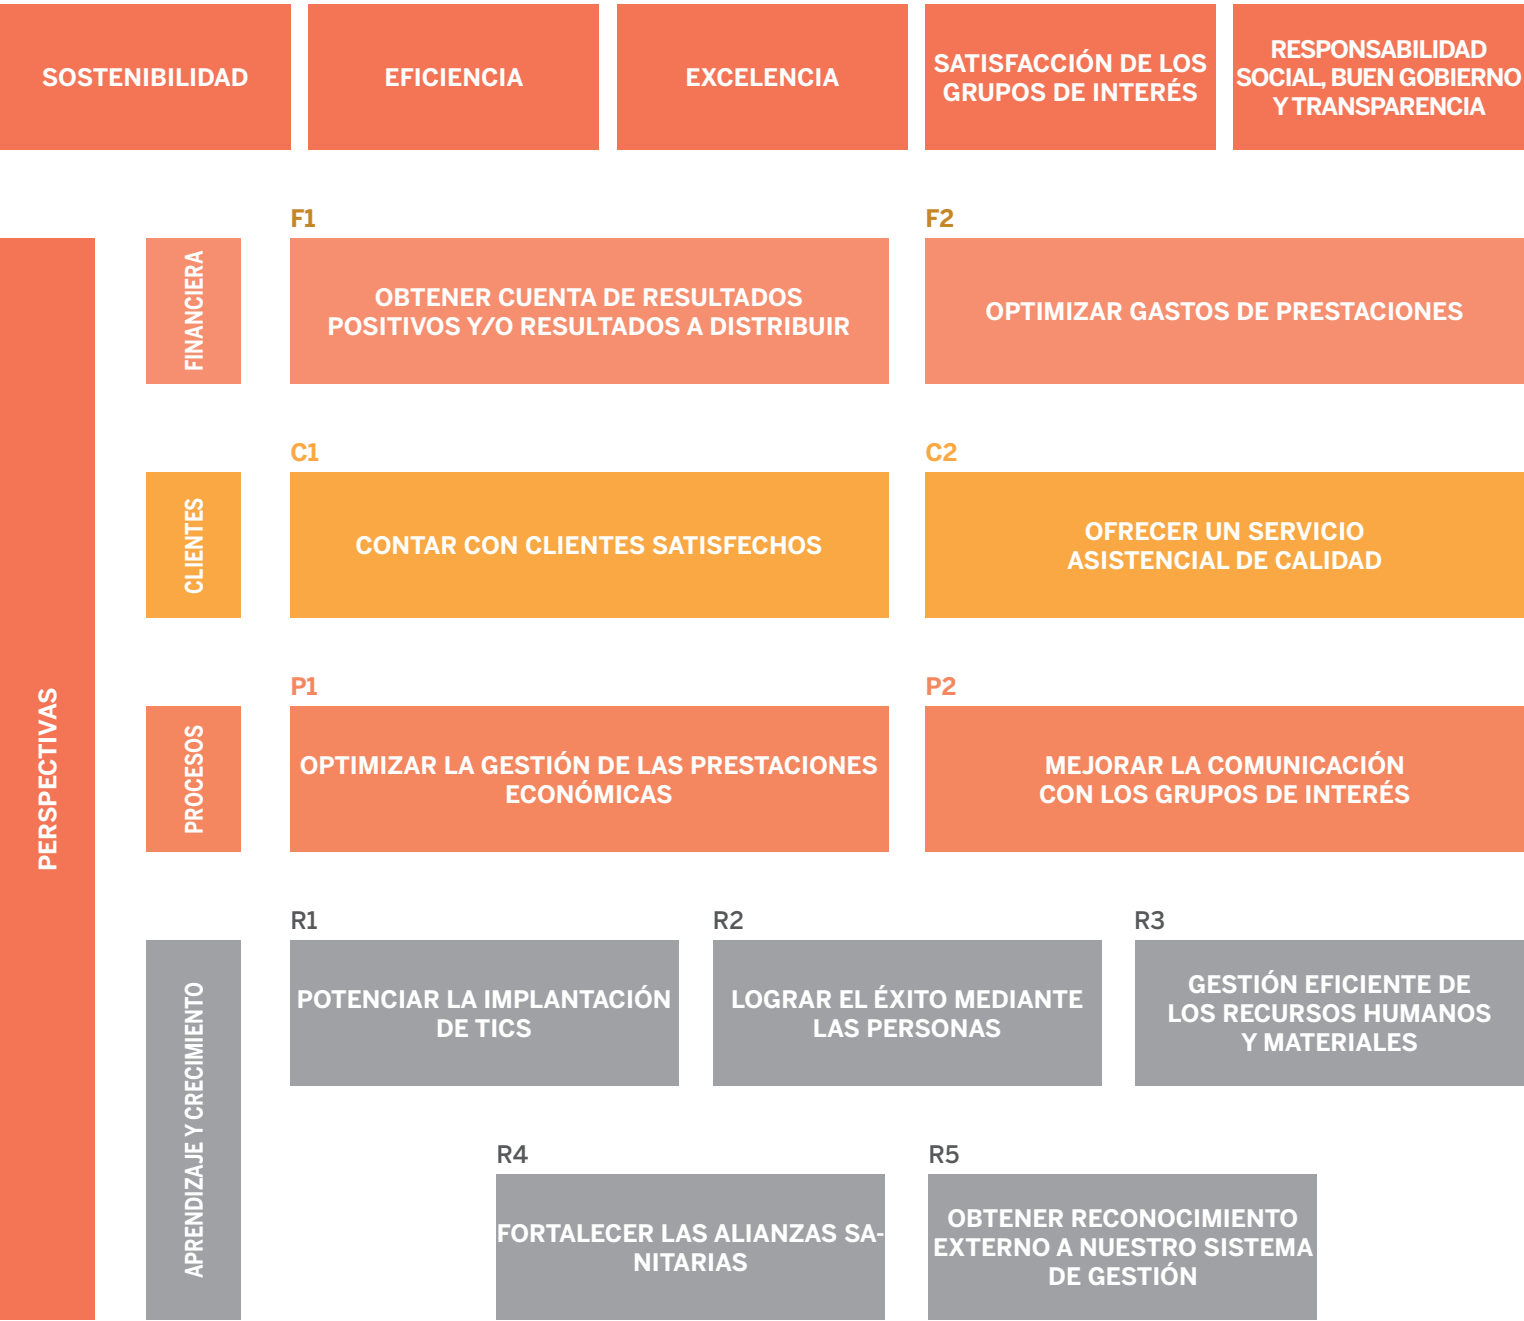 SOSTENIBILIDAD
EFICIENCIA
EXCELENCIA
SATISFACCIÓN DE LOS
GRUPOS DE INTERÉS
RESPONSABILIDAD
SOCIAL, BUEN GOBIERNO
Y TRANSPARENCIA
PERSPECTIVAS
FINANCIERA
F1
OBTENER CUENTA DE RESULTADOS
POSITIVOS Y/O RESULTADOS A DISTRIBUIR
F2
OPTIMIZAR GASTOS DE PRESTACIONES
CLIENTES
C1
CONTAR CON CLIENTES SATISFECHOS
C2
OFRECER UN SERVICIO
ASISTENCIAL DE CALIDAD
PROCESOS
P1
OPTIMIZAR LA GESTIÓN DE LAS PRESTACIONES
ECONÓMICAS
P2
MEJORAR LA COMUNICACIÓN
CON LOS GRUPOS DE INTERÉS
APRENDIZAJE Y CRECIMIENTO
R1
POTENCIAR LA IMPLANTACIÓN
DE TICS
R2
LOGRAR EL ÉXITO MEDIANTE
LAS PERSONAS
R3
GESTIÓN EFICIENTE DE
LOS RECURSOS HUMANOS
Y MATERIALES
R4
FORTALECER LAS ALIANZAS SA-
NITARIAS
R5
OBTENER RECONOCIMIENTO
EXTERNO A NUESTRO SISTEMA
DE GESTIÓN